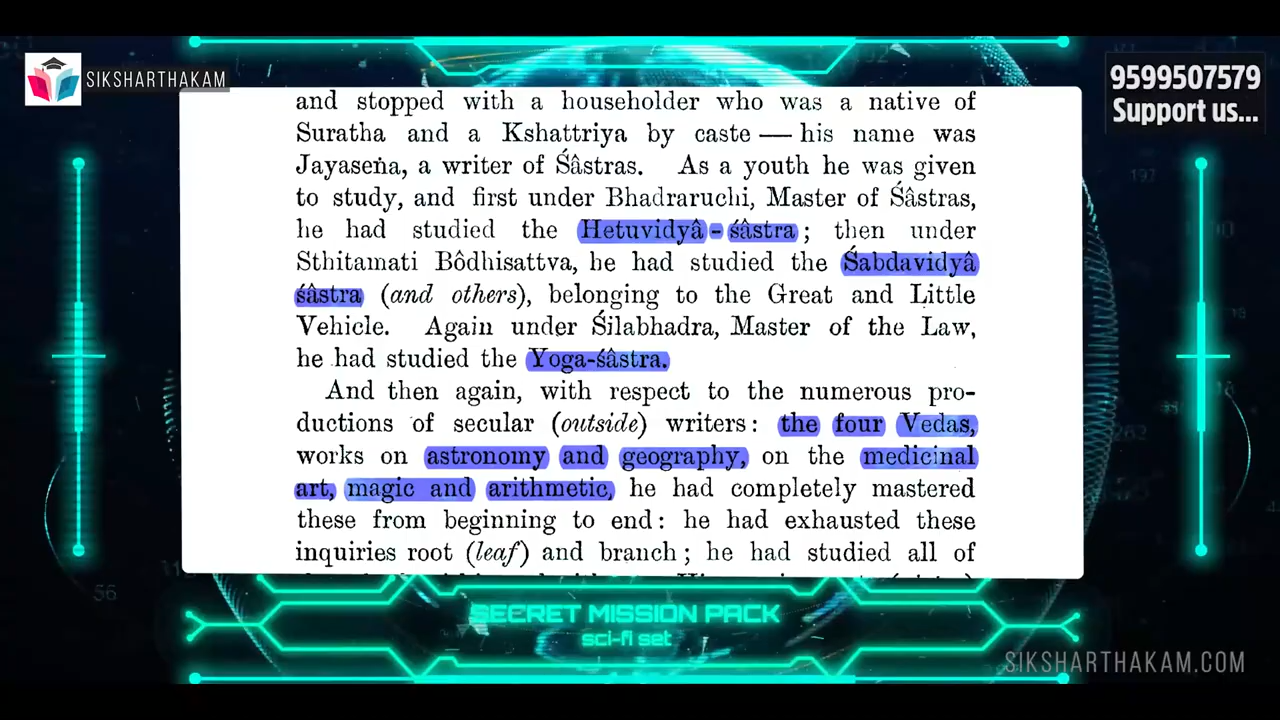 SIKSHARTHAKAM
9599507579
Support us...
and stopped with a householder who was a native of
Suratha and a Kshattriya by caste — his name was
Jayaseṅa, a writer of Śâstras. As a youth he was given
to study, and first under Bhadraruchi, Master of Śâstras,
he had studied the Hetuvidyâ-śâstra; then under
Sthitamati Bôdhisattva, he had studied the Śabdavidyâ
śâstra (and others), belonging to the Great and Little
Vehicle. Again under Śilabhadra, Master of the Law,
he had studied the Yoga-śâstra.
And then again, with respect to the numerous pro-
ductions of secular (outside) writers: the four Vedas,
works on astronomy and geography, on the medicinal
art, magic and arithmetic, he had completely mastered
these from beginning to end: he had exhausted these
inquiries root (leaf) and branch; he had studied all of
SECRET MISSION PACK
sci-fi set
SIKSHARTHAKAM.COM
197
56